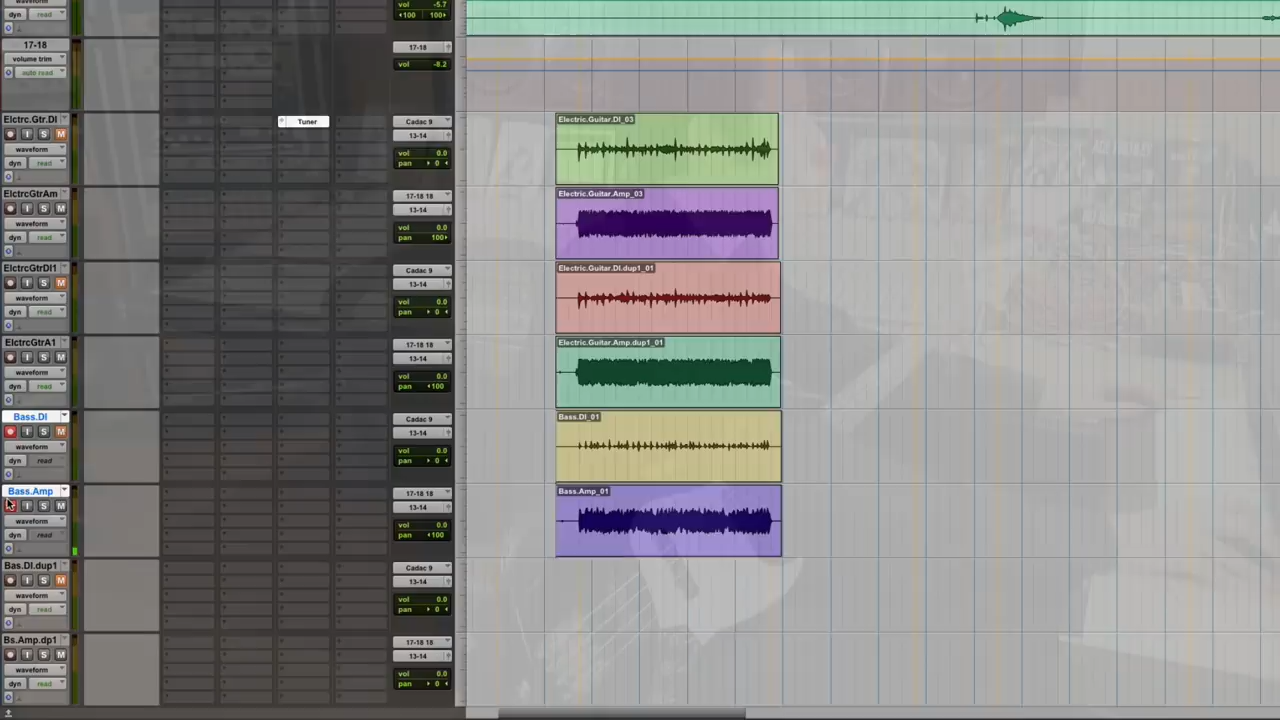 vol -5.7
dyn read
◂100 100▸
17-18
17-18
volume trim
vol -8.2
auto read
Elctrc.Gtr.DI
Tuner
Cadac 9
Electric.Guitar.DI_03
I S M
13-14
waveform
vol 0.0
dyn read
pan ▸ 0 ◂
ElctrcGtrAm
17-18 18
Electric.Guitar.Amp_03
I S M
13-14
waveform
vol 0.0
dyn read
pan 100▸
ElctrcGtrDI1
Cadac 9
Electric.Guitar.DI.dup1_01
I S M
13-14
waveform
vol 0.0
dyn read
pan ▸ 0 ◂
ElctrcGtrA1
17-18 18
Electric.Guitar.Amp.dup1_01
I S M
13-14
waveform
vol 0.0
dyn read
pan ◂100
Bass.DI
Cadac 9
Bass.DI_01
I S M
13-14
waveform
vol 0.0
dyn read
pan ▸ 0 ◂
Bass.Amp
17-18 18
Bass.Amp_01
I S M
13-14
waveform
vol 0.0
dyn read
pan ◂100
Bas.DI.dup1
Cadac 9
I S M
13-14
waveform
vol 0.0
dyn read
pan ▸ 0 ◂
Bs.Amp.dp1
17-18 18
I S M
13-14
waveform
vol 0.0
dyn read
pan ▸ 0 ◂